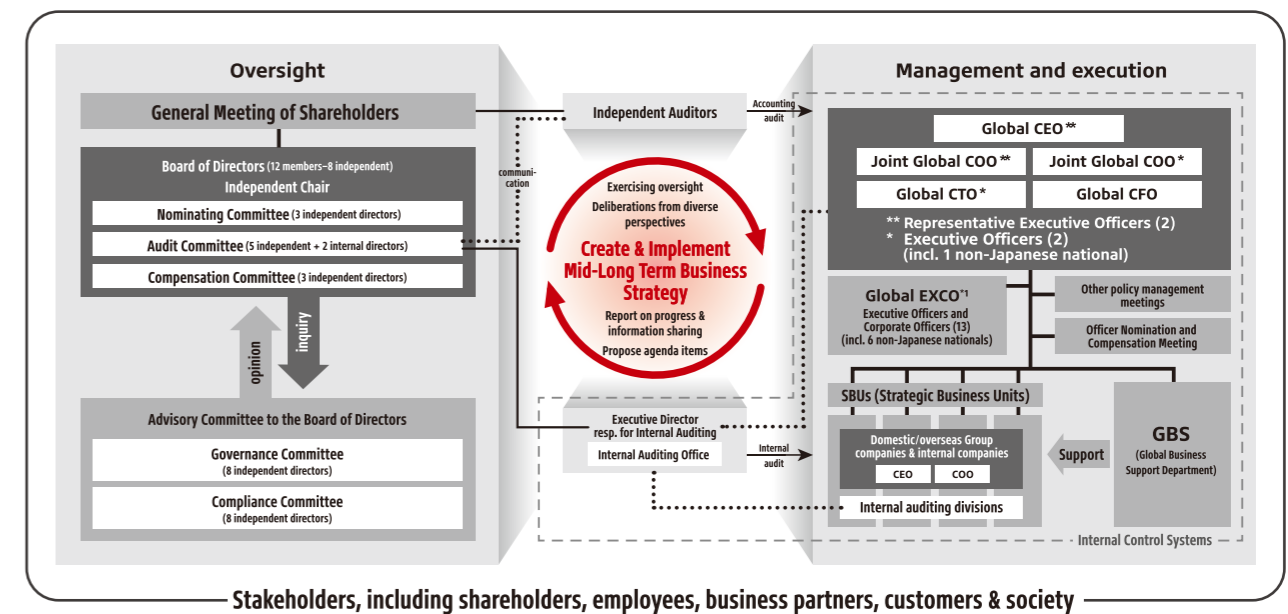 Oversight
General Meeting of Shareholders
Board of Directors (12 members–8 independent)
Independent Chair
Nominating Committee (3 independent directors)
Audit Committee (5 independent + 2 internal directors)
Compensation Committee (3 independent directors)
opinion
inquiry
Advisory Committee to the Board of Directors
Governance Committee
(8 independent directors)
Compliance Committee
(8 independent directors)
communi-
cation
Independent Auditors
Accounting
audit
Exercising oversight
Deliberations from diverse
perspectives
Create & Implement
Mid-Long Term Business
Strategy
Report on progress &
information sharing
Propose agenda items
Executive Director
resp. for Internal Auditing
Internal Auditing Office
Internal
audit
Management and execution
Global CEO**
Joint Global COO**
Joint Global COO*
Global CTO*
Global CFO
** Representative Executive Officers (2)
* Executive Officers (2)
(incl. 1 non-Japanese national)
Global EXCO*1
Executive Officers and
Corporate Officers (13)
(incl. 6 non-Japanese nationals)
Other policy management
meetings
Officer Nomination and
Compensation Meeting
SBUs (Strategic Business Units)
Domestic/overseas Group
companies & internal companies
CEO
COO
Internal auditing divisions
Support
GBS
(Global Business
Support Department)
Internal Control Systems
Stakeholders, including shareholders, employees, business partners, customers & society